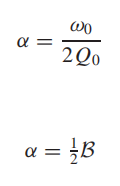 α = ω₀ / 2Q₀
α = ½ℬ